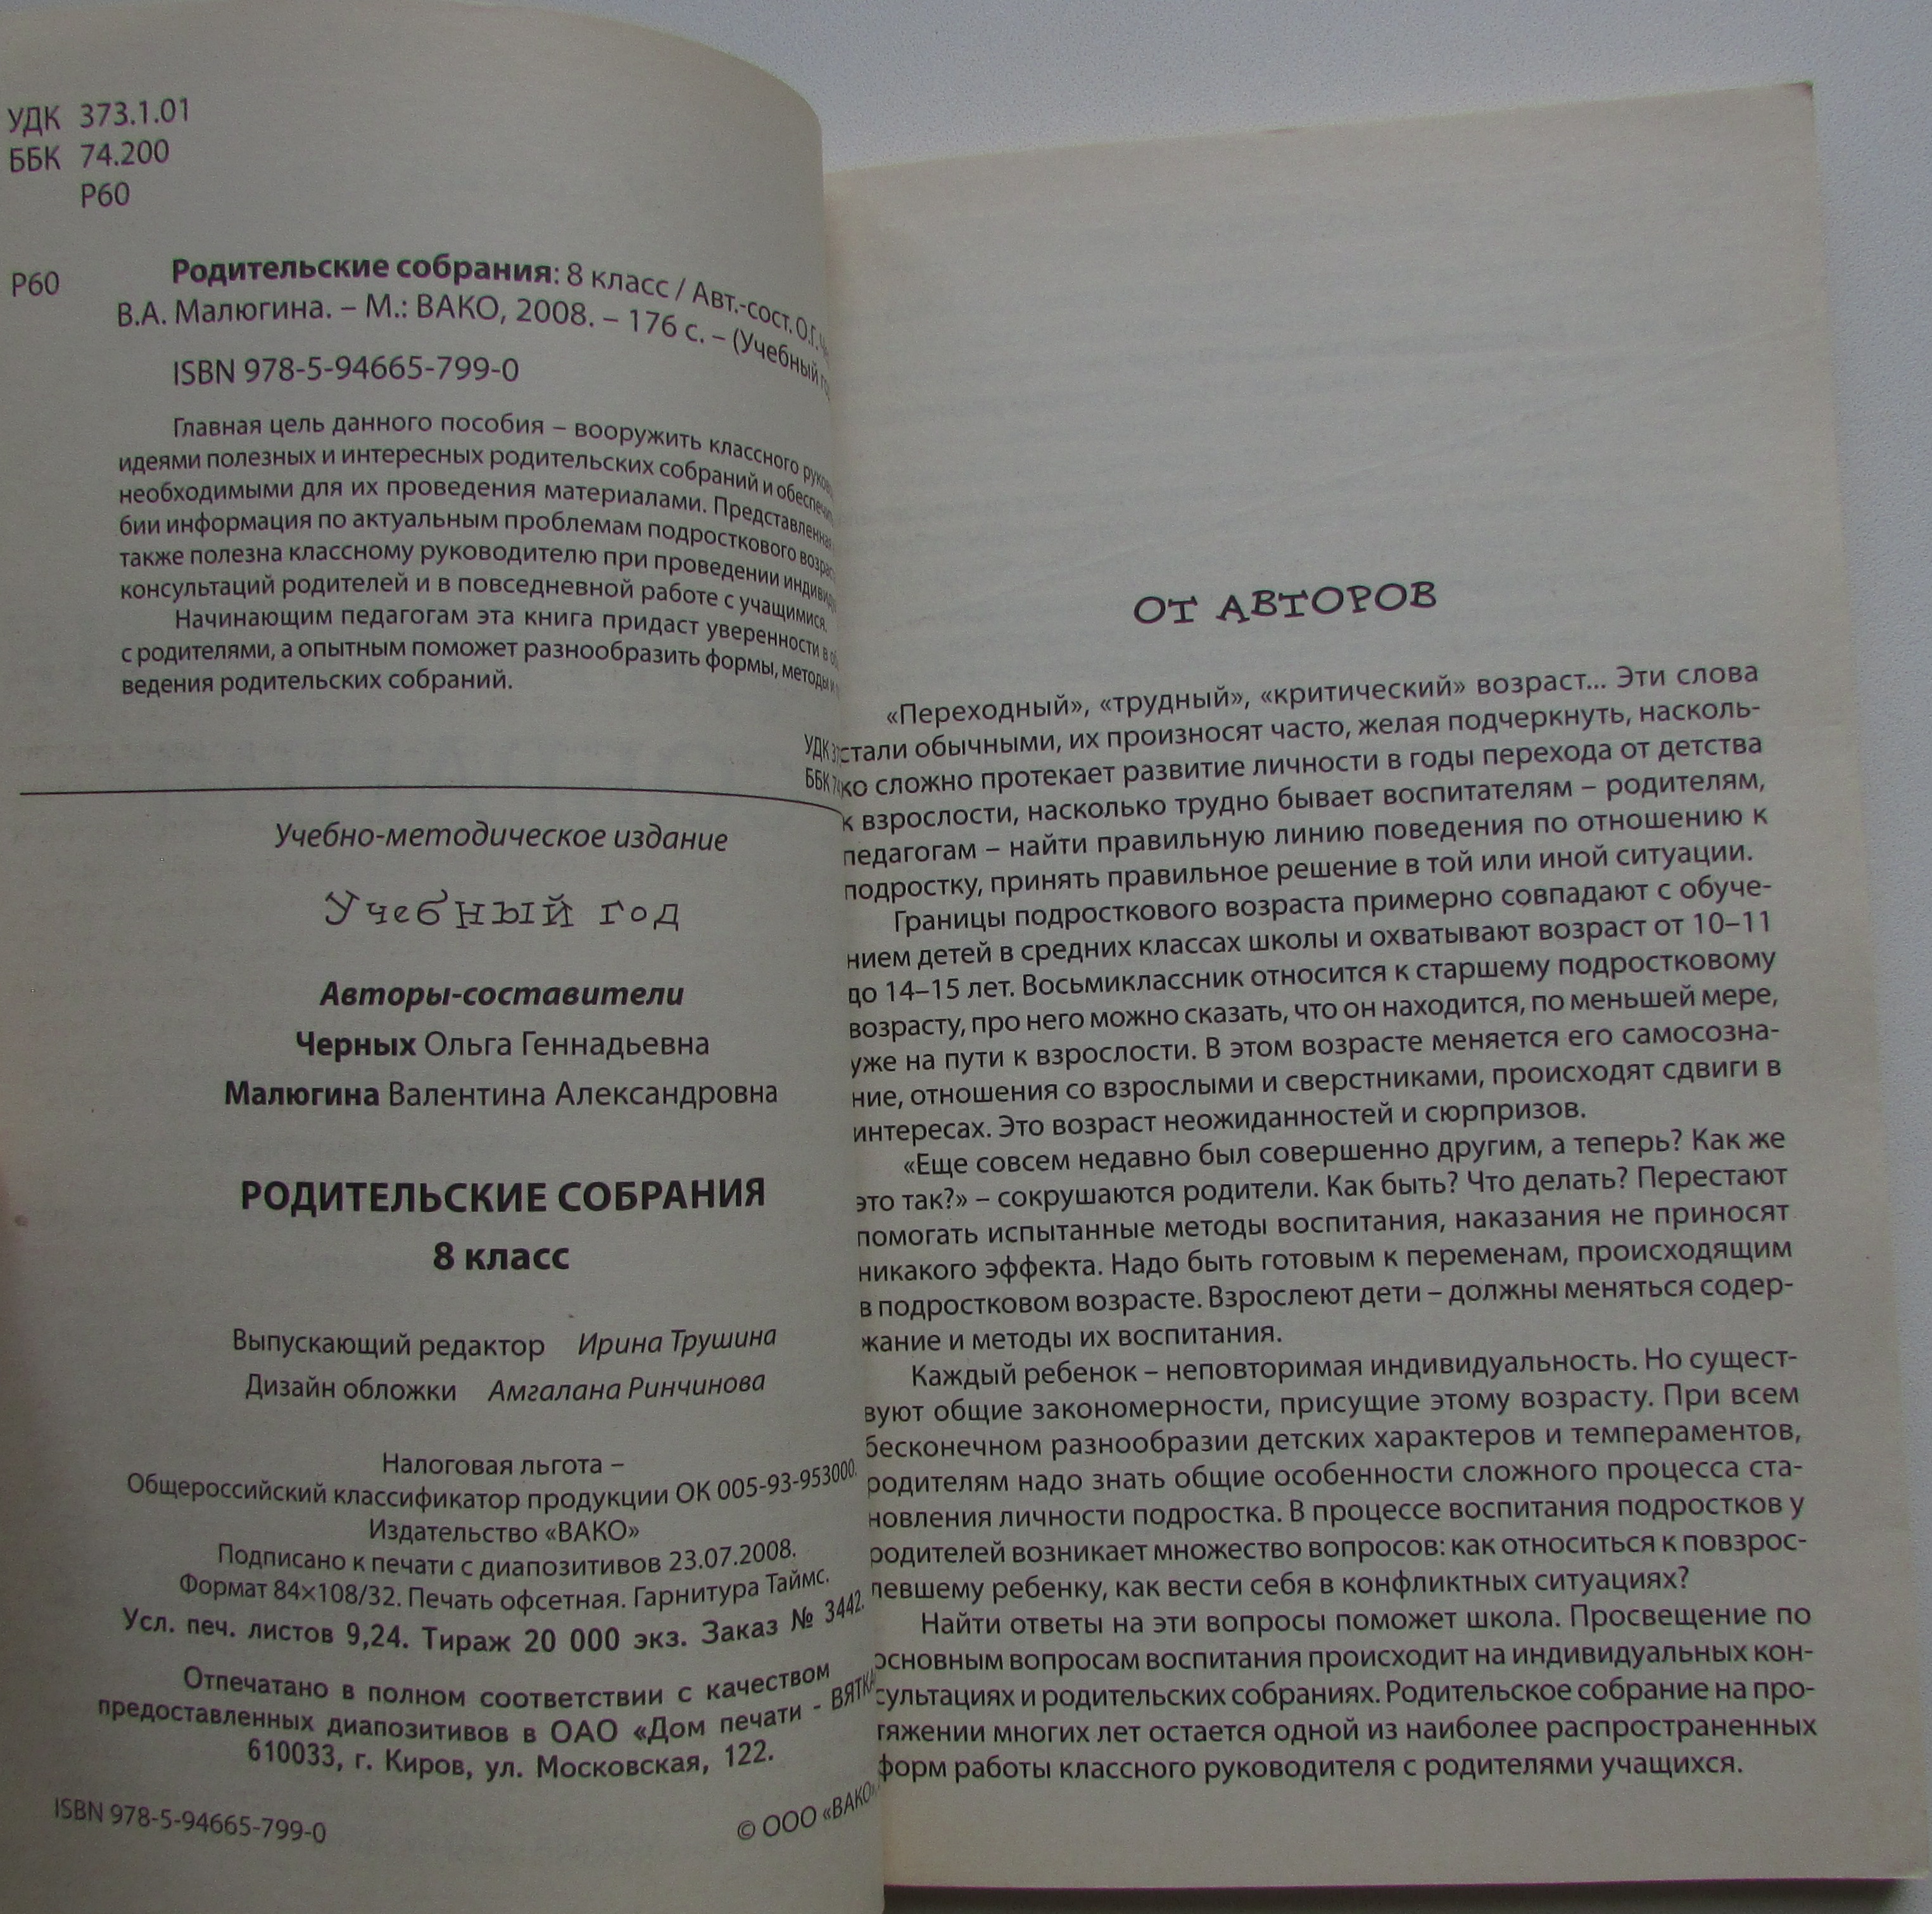 УДК 373.1.01
ББК 74.200
Р60
Р60
Родительские собрания: 8 класс / Авт.-сост. О.Г.
В.А. Малюгина. – М.: ВАКО, 2008. – 176 с. – (Учебный
ISBN 978-5-94665-799-0
Главная цель данного пособия – вооружить классного
идеями полезных и интересных родительских собраний и
необходимыми для их проведения материалами. Представленная
бии информация по актуальным проблемам подросткового
также полезна классному руководителю при проведении
консультаций родителей и в повседневной работе с учащимися.
Начинающим педагогам эта книга придаст уверенности в
с родителями, а опытным поможет разнообразить формы, методы и
ведения родительских собраний.
УДК
ББК
Учебно-методическое издание
Учебный год
Авторы-составители
Черных Ольга Геннадьевна
Малюгина Валентина Александровна
РОДИТЕЛЬСКИЕ СОБРАНИЯ
8 класс
Выпускающий редактор Ирина Трушина
Дизайн обложки Амгалана Ринчинова
Налоговая льгота –
Общероссийский классификатор продукции ОК 005-93-953000.
Издательство «ВАКО»
Подписано к печати с диапозитивов 23.07.2008.
Формат 84×108/32. Печать офсетная. Гарнитура Таймс.
Усл. печ. листов 9,24. Тираж 20 000 экз. Заказ № 3442.
Отпечатано в полном соответствии с качеством
предоставленных диапозитивов в ОАО «Дом печати - ВЯТКА
610033, г. Киров, ул. Московская, 122.
ISBN 978-5-94665-799-0
© ООО «ВАКО»,
ОТ АВТОРОВ
«Переходный», «трудный», «критический» возраст... Эти слова
стали обычными, их произносят часто, желая подчеркнуть, насколь-
ко сложно протекает развитие личности в годы перехода от детства
к взрослости, насколько трудно бывает воспитателям – родителям,
педагогам – найти правильную линию поведения по отношению к
подростку, принять правильное решение в той или иной ситуации.
Границы подросткового возраста примерно совпадают с обуче-
нием детей в средних классах школы и охватывают возраст от 10–11
до 14–15 лет. Восьмиклассник относится к старшему подростковому
возрасту, про него можно сказать, что он находится, по меньшей мере,
уже на пути к взрослости. В этом возрасте меняется его самосозна-
ние, отношения со взрослыми и сверстниками, происходят сдвиги в
интересах. Это возраст неожиданностей и сюрпризов.
«Еще совсем недавно был совершенно другим, а теперь? Как же
это так?» – сокрушаются родители. Как быть? Что делать? Перестают
помогать испытанные методы воспитания, наказания не приносят
никакого эффекта. Надо быть готовым к переменам, происходящим
в подростковом возрасте. Взрослеют дети – должны меняться содер-
жание и методы их воспитания.
Каждый ребенок – неповторимая индивидуальность. Но сущест-
вуют общие закономерности, присущие этому возрасту. При всем
бесконечном разнообразии детских характеров и темпераментов,
родителям надо знать общие особенности сложного процесса ста-
новления личности подростка. В процессе воспитания подростков у
родителей возникает множество вопросов: как относиться к повзрос-
левшему ребенку, как вести себя в конфликтных ситуациях?
Найти ответы на эти вопросы поможет школа. Просвещение по
основным вопросам воспитания происходит на индивидуальных кон-
сультациях и родительских собраниях. Родительское собрание на про-
тяжении многих лет остается одной из наиболее распространенных
форм работы классного руководителя с родителями учащихся.